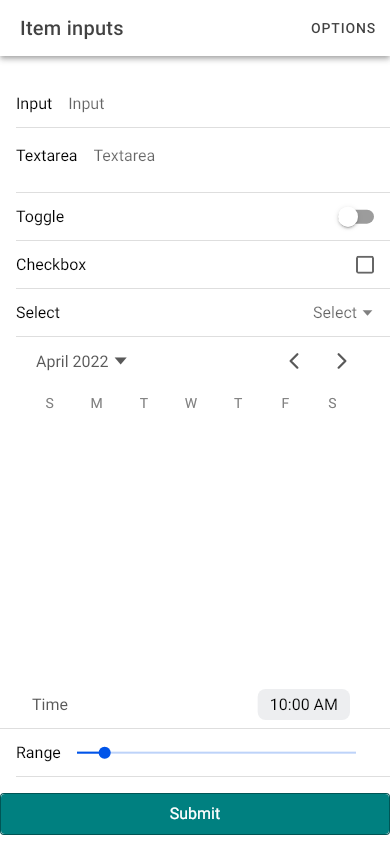 Item inputs OPTIONS
Input Input
Textarea Textarea
Toggle
Checkbox
Select Select
April 2022
S M T W T F S
Time 10:00 AM
Range
Submit